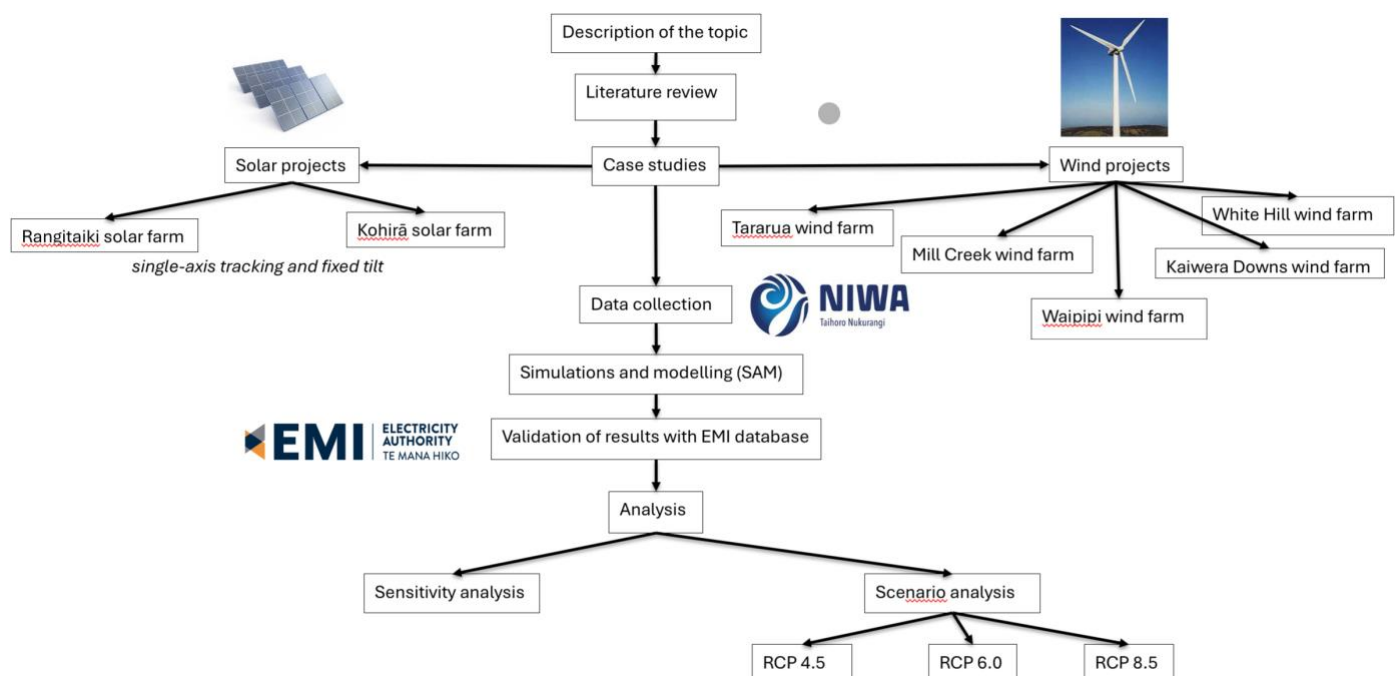 Description of the topic
Literature review
Solar projects
Case studies
Wind projects
Rangitaiki solar farm
Kohirā solar farm
single-axis tracking and fixed tilt
Tararua wind farm
White Hill wind farm
Mill Creek wind farm
Kaiwera Downs wind farm
Waipipi wind farm
Data collection
NIWA
Taihoro Nukurangi
Simulations and modelling (SAM)
EMI
ELECTRICITY
AUTHORITY
TE MANA HIKO
Validation of results with EMI database
Analysis
Sensitivity analysis
Scenario analysis
RCP 4.5
RCP 6.0
RCP 8.5